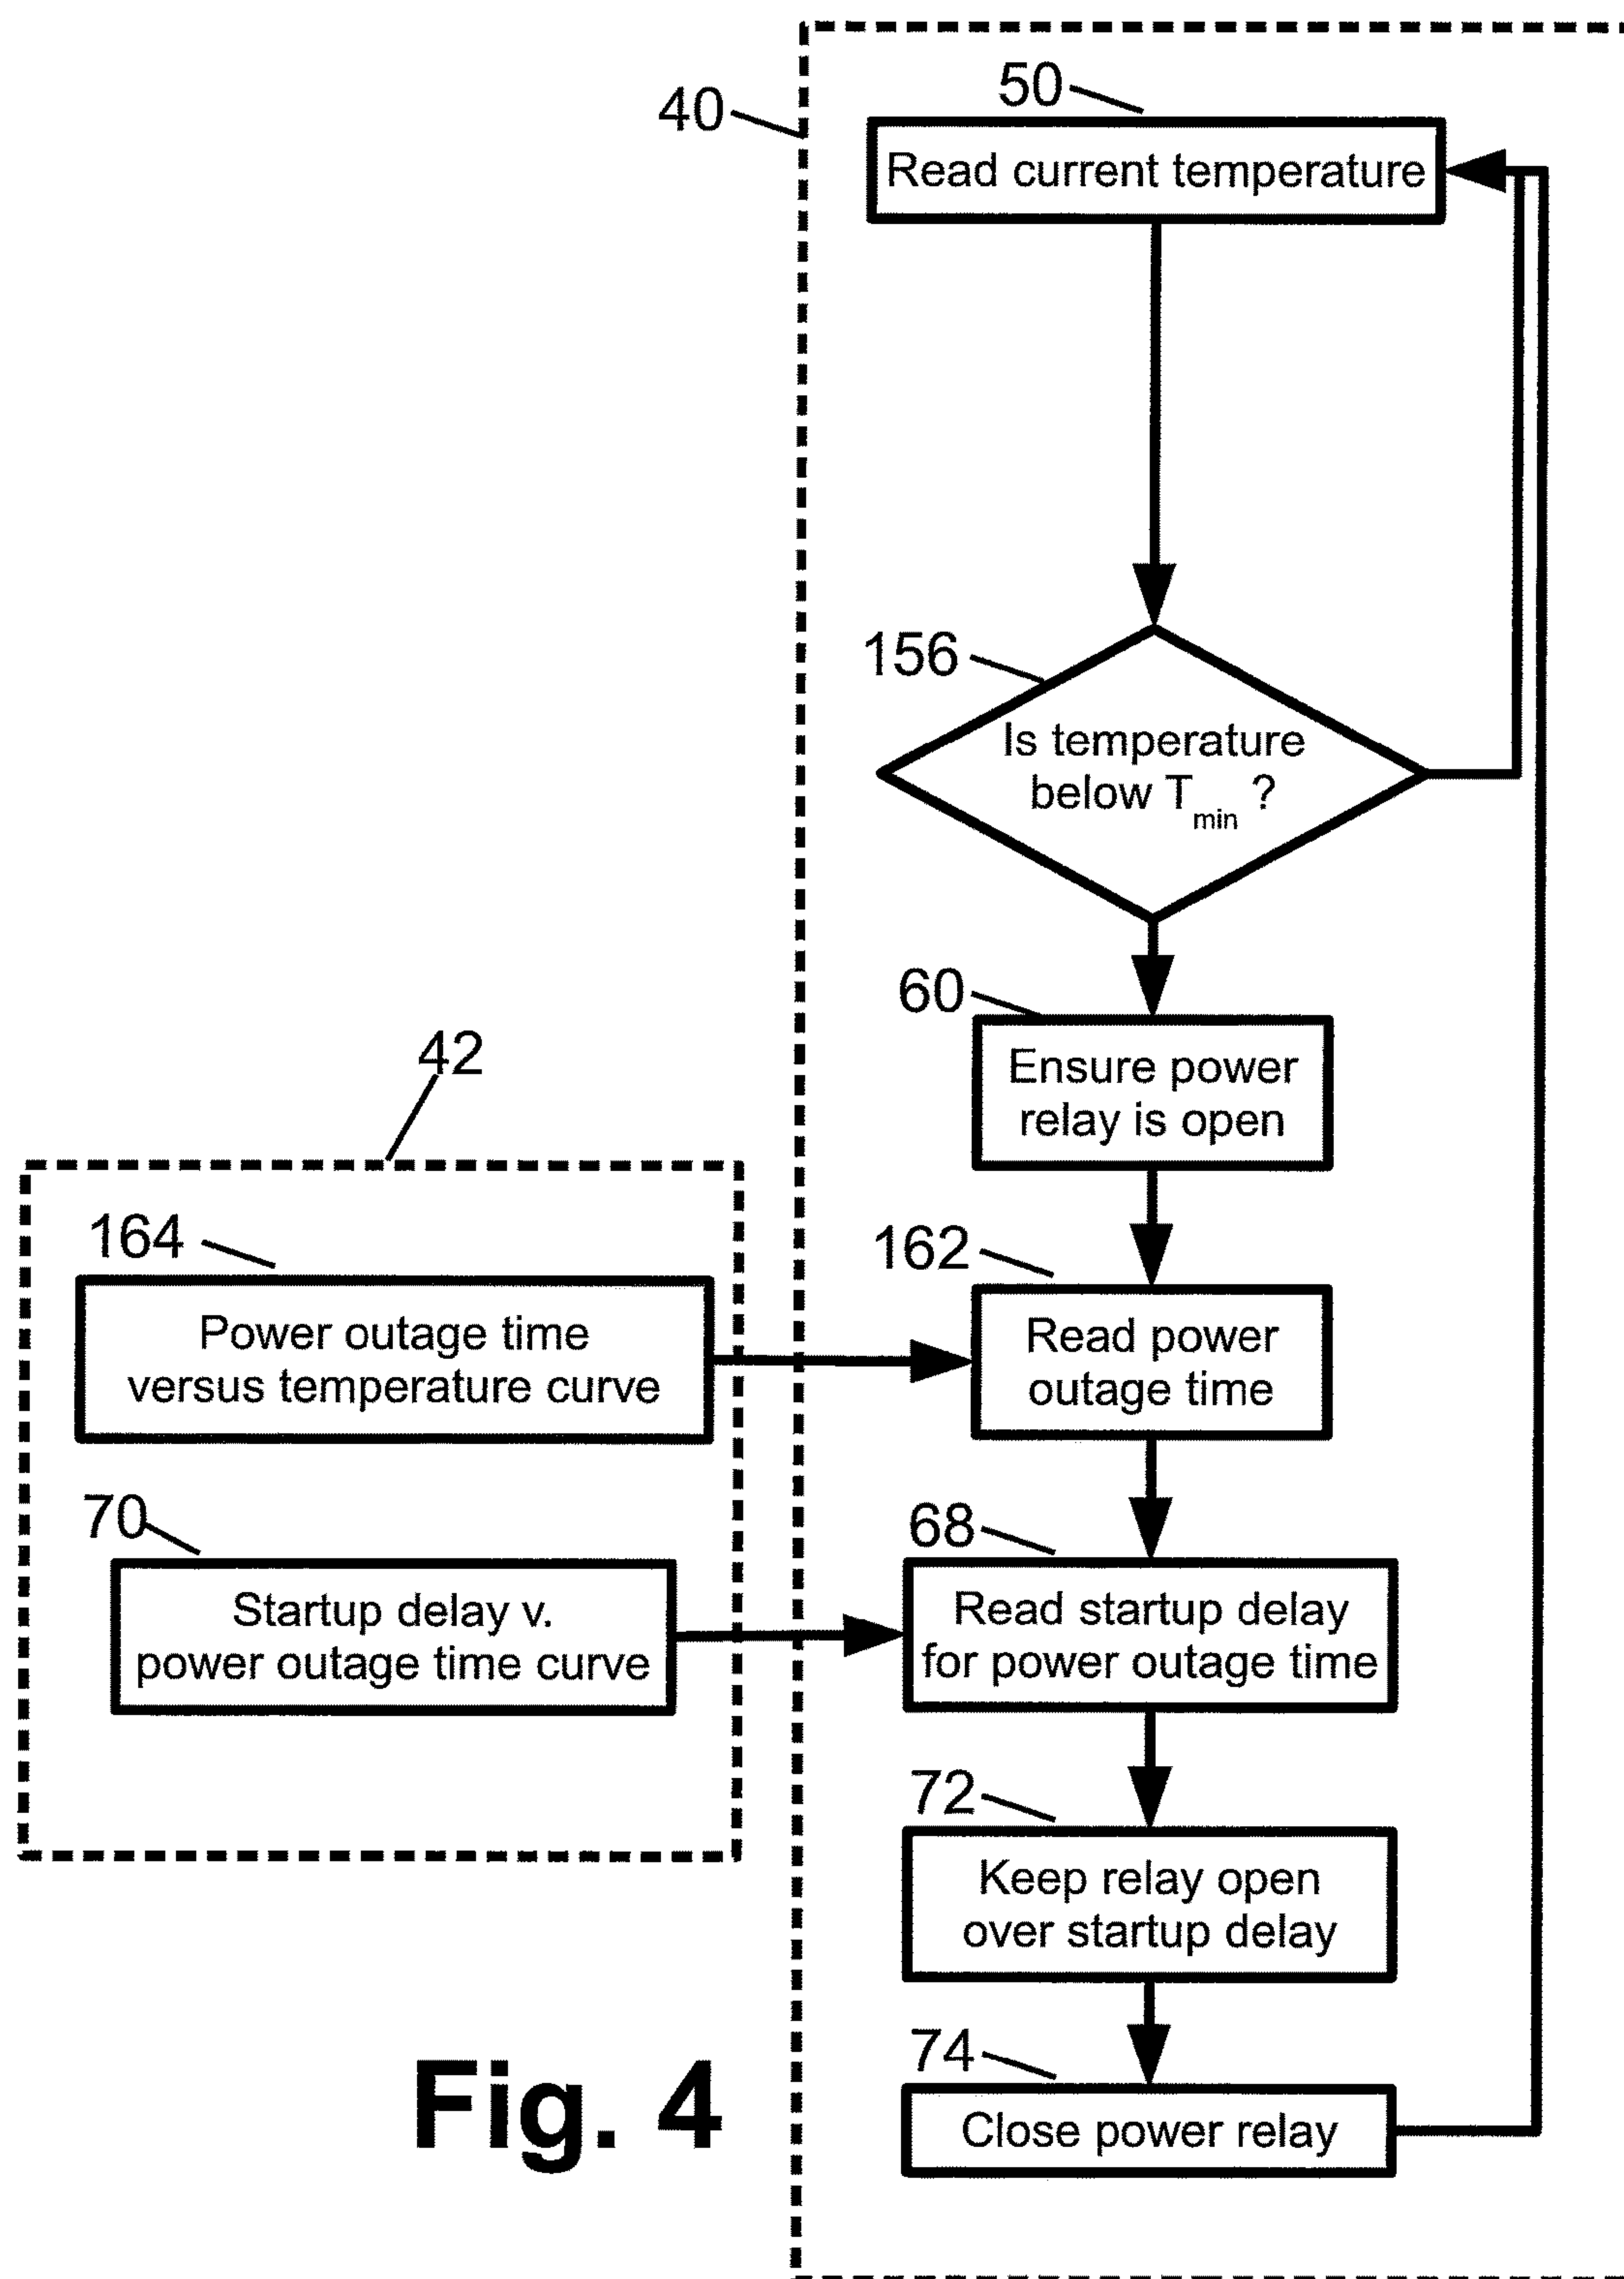 50
40
Read current temperature
156
Is temperature
below Tmin ?
60
Ensure power
relay is open
42
164
Power outage time
versus temperature curve
162
Read power
outage time
70
Startup delay v.
power outage time curve
68
Read startup delay
for power outage time
72
Keep relay open
over startup delay
74
Close power relay
Fig. 4